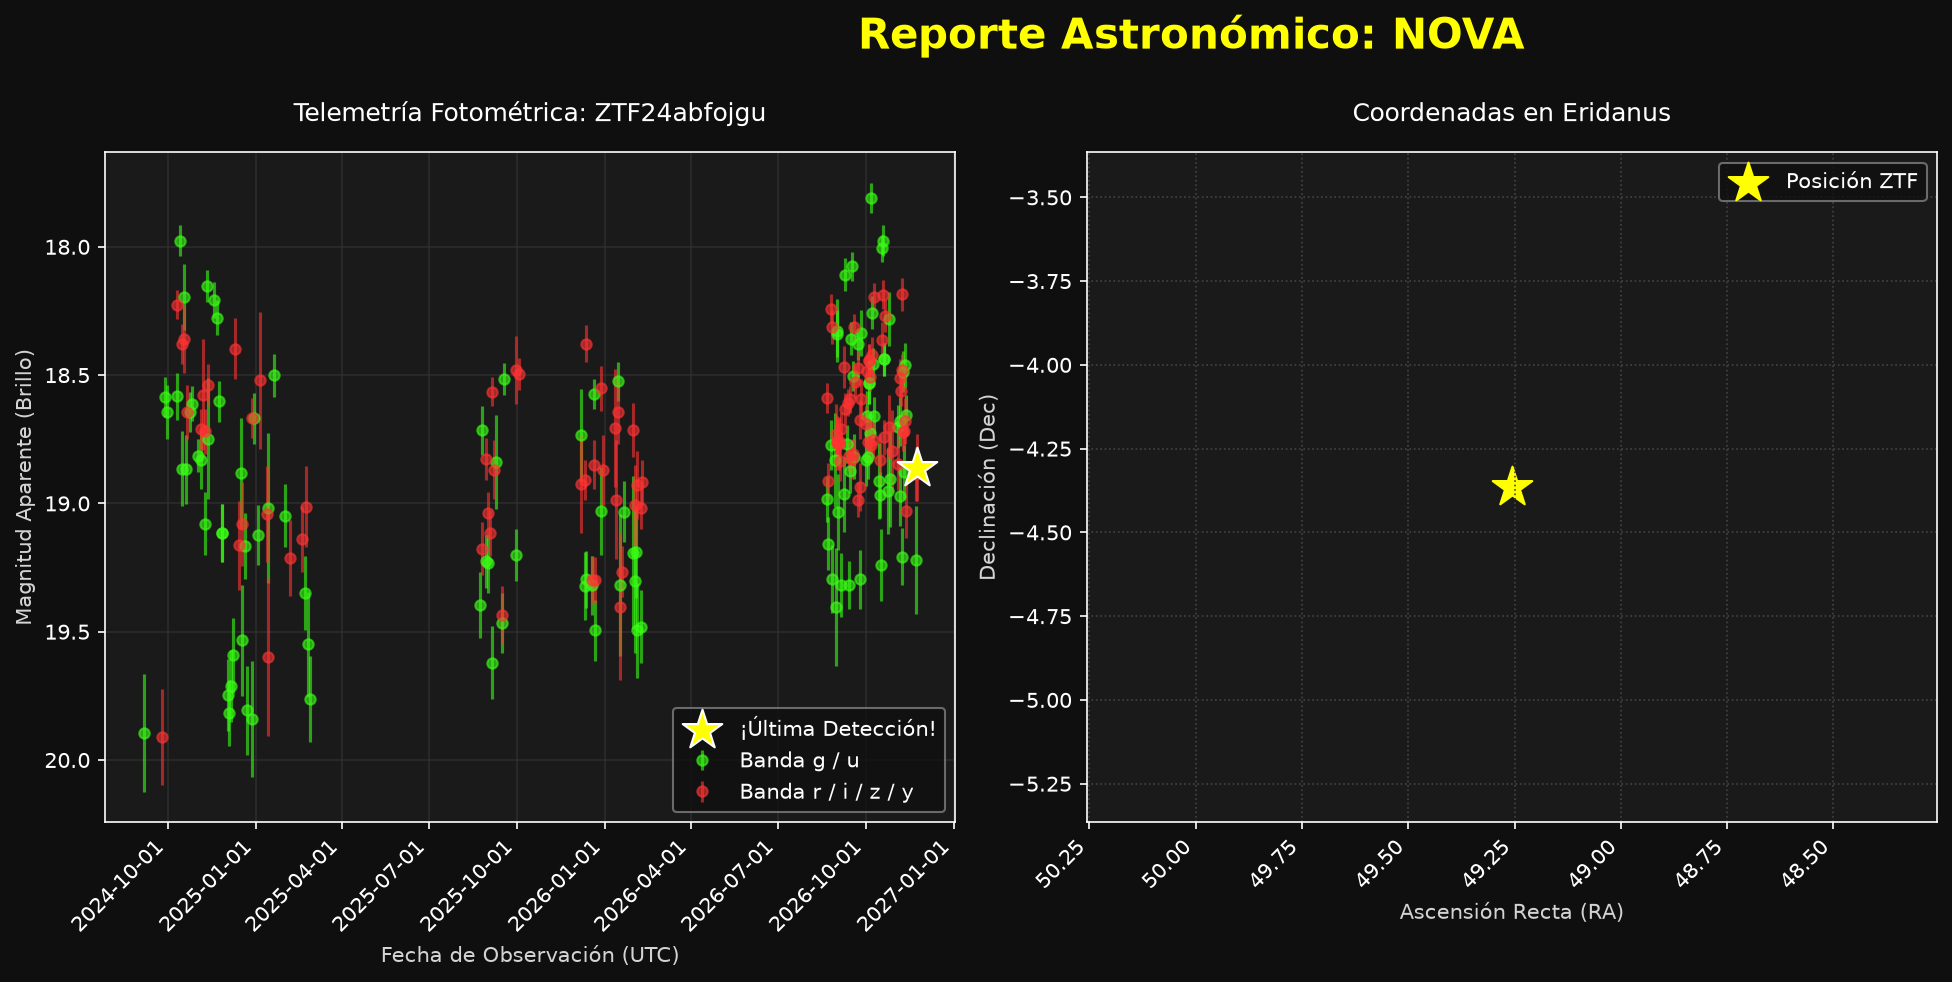 Reporte Astronómico: NOVA
Telemetría Fotométrica: ZTF24abfojgu
Magnitud Aparente (Brillo)
18.0
18.5
19.0
19.5
20.0
¡Última Detección!
Banda g / u
Banda r / i / z / y
2024-10-01
2025-01-01
2025-04-01
2025-07-01
2025-10-01
2026-01-01
2026-04-01
2026-07-01
2026-10-01
2027-01-01
Fecha de Observación (UTC)
Coordenadas en Eridanus
Posición ZTF
Declinación (Dec)
−3.50
−3.75
−4.00
−4.25
−4.50
−4.75
−5.00
−5.25
50.25
50.00
49.75
49.50
49.25
49.00
48.75
48.50
Ascensión Recta (RA)